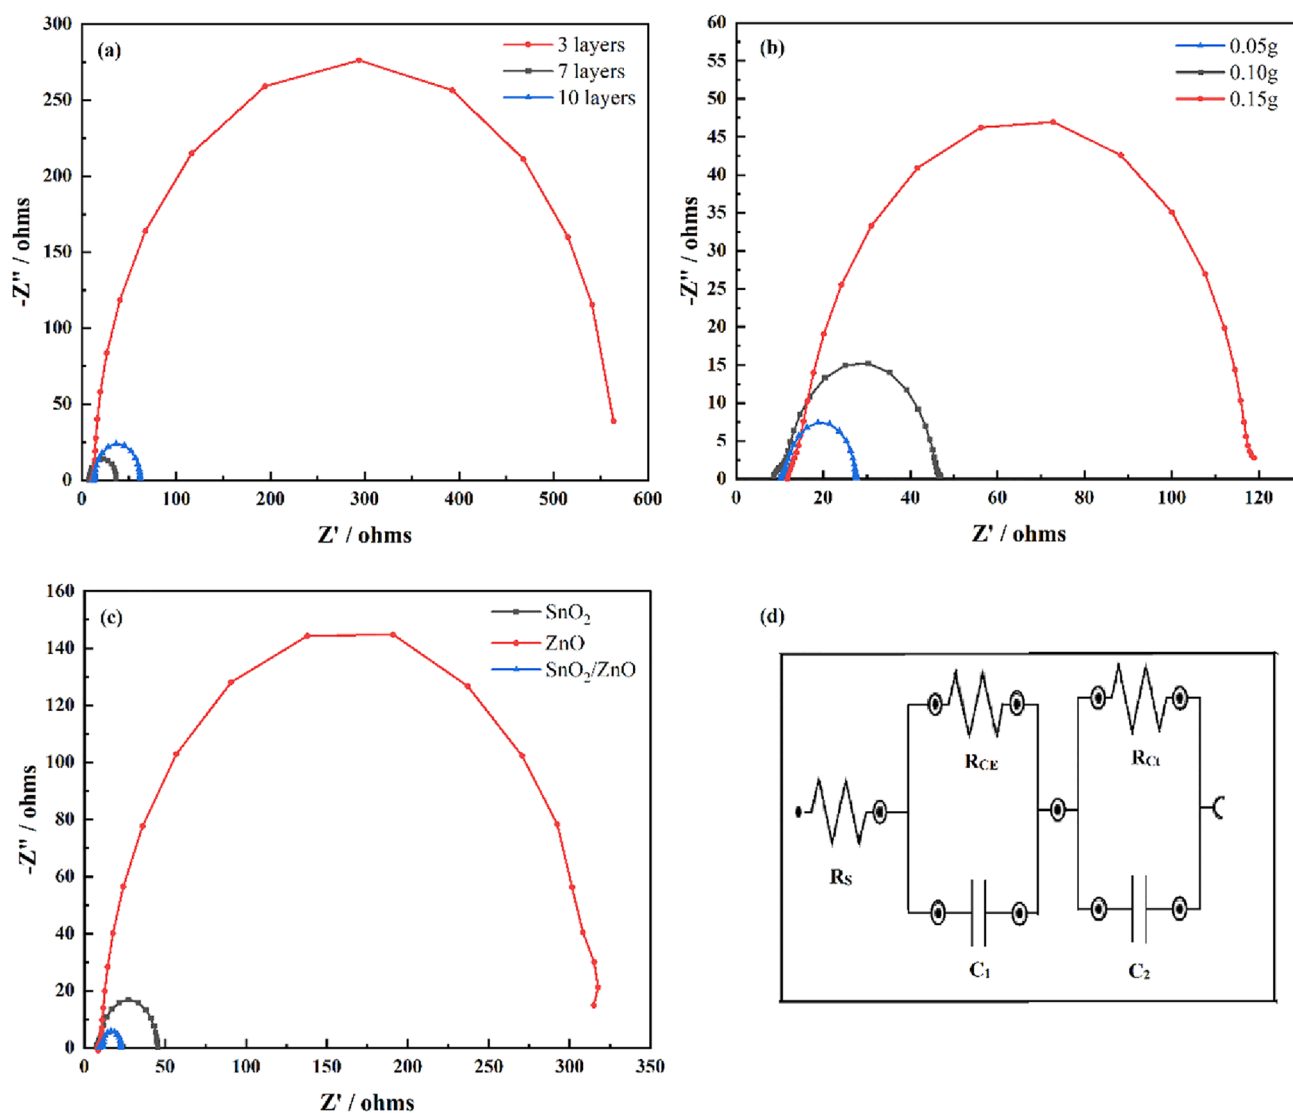 (a)
3 layers
7 layers
10 layers
300
250
200
150
100
50
0
-Z" / ohms
0 100 200 300 400 500 600
Z' / ohms
(b)
0.05g
0.10g
0.15g
60
55
50
45
40
35
30
25
20
15
10
5
0
-Z" / ohms
0 20 40 60 80 100 120
Z' / ohms
(c)
SnO₂
ZnO
SnO₂/ZnO
160
140
120
100
80
60
40
20
0
-Z" / ohms
0 50 100 150 200 250 300 350
Z' / ohms
(d)
R_CE
R_Ct
R_S
C₁
C₂